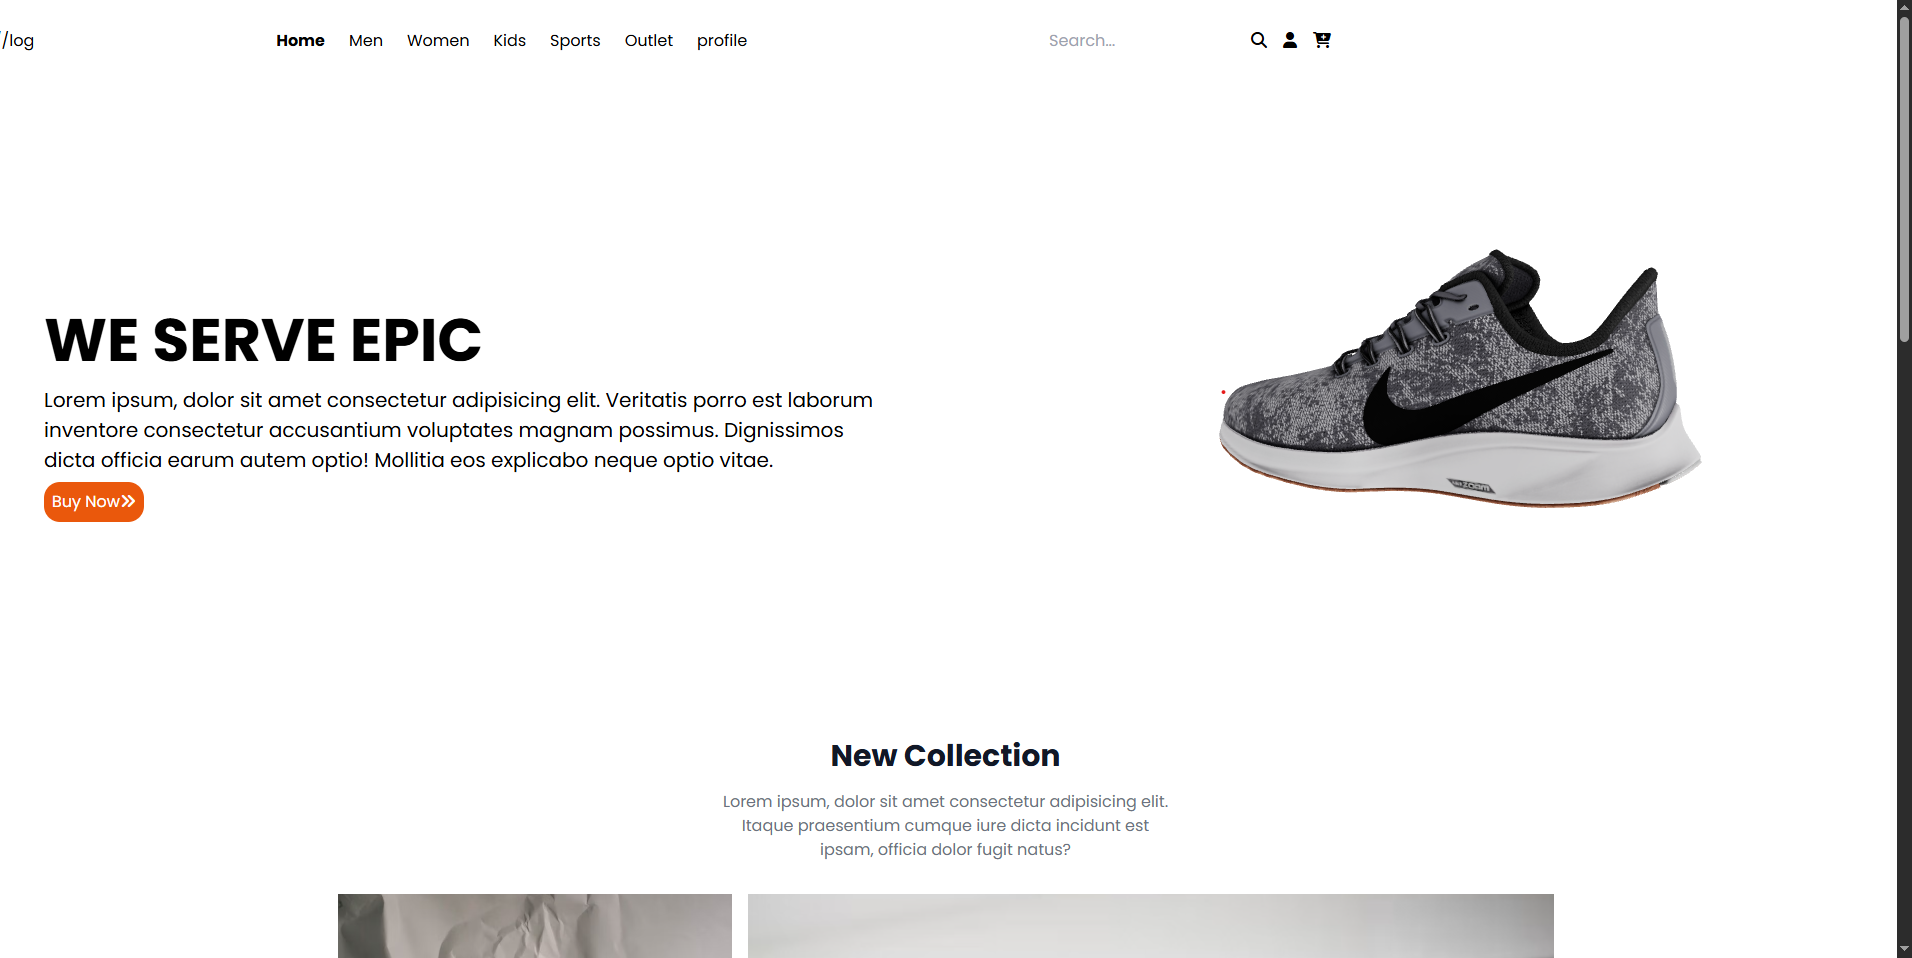 //log
Home Men Women Kids Sports Outlet profile Search...
WE SERVE EPIC
Lorem ipsum, dolor sit amet consectetur adipisicing elit. Veritatis porro est laborum
inventore consectetur accusantium voluptates magnam possimus. Dignissimos
dicta officia earum autem optio! Mollitia eos explicabo neque optio vitae.
Buy Now
zoom
New Collection
Lorem ipsum, dolor sit amet consectetur adipisicing elit.
Itaque praesentium cumque iure dicta incidunt est
ipsam, officia dolor fugit natus?